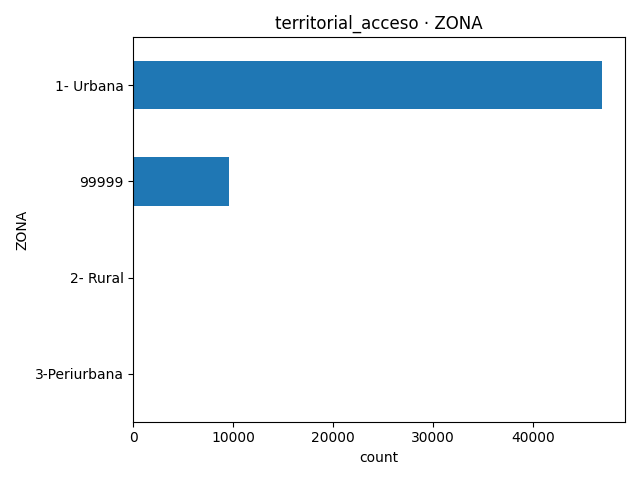 territorial_acceso · ZONA
1- Urbana
99999
2- Rural
3-Periurbana
ZONA
0 10000 20000 30000 40000
count